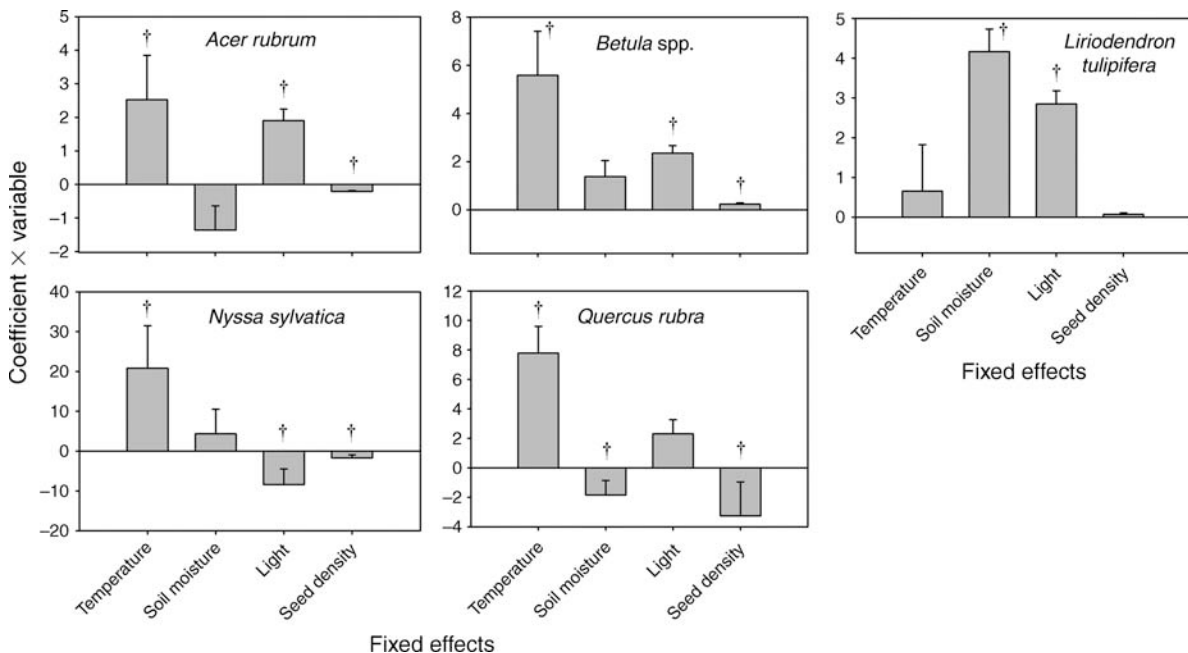 Coefficient × variable
Acer rubrum
5
4
3
2
1
0
−1
−2
†
†
†
Betula spp.
8
6
4
2
0
†
†
†
Liriodendron
tulipifera
5
4
3
2
1
0
†
†
Temperature
Soil moisture
Light
Seed density
Fixed effects
Nyssa sylvatica
40
30
20
10
0
−10
−20
†
†
†
Temperature
Soil moisture
Light
Seed density
Quercus rubra
12
10
8
6
4
2
0
−2
−4
†
†
†
Temperature
Soil moisture
Light
Seed density
Fixed effects